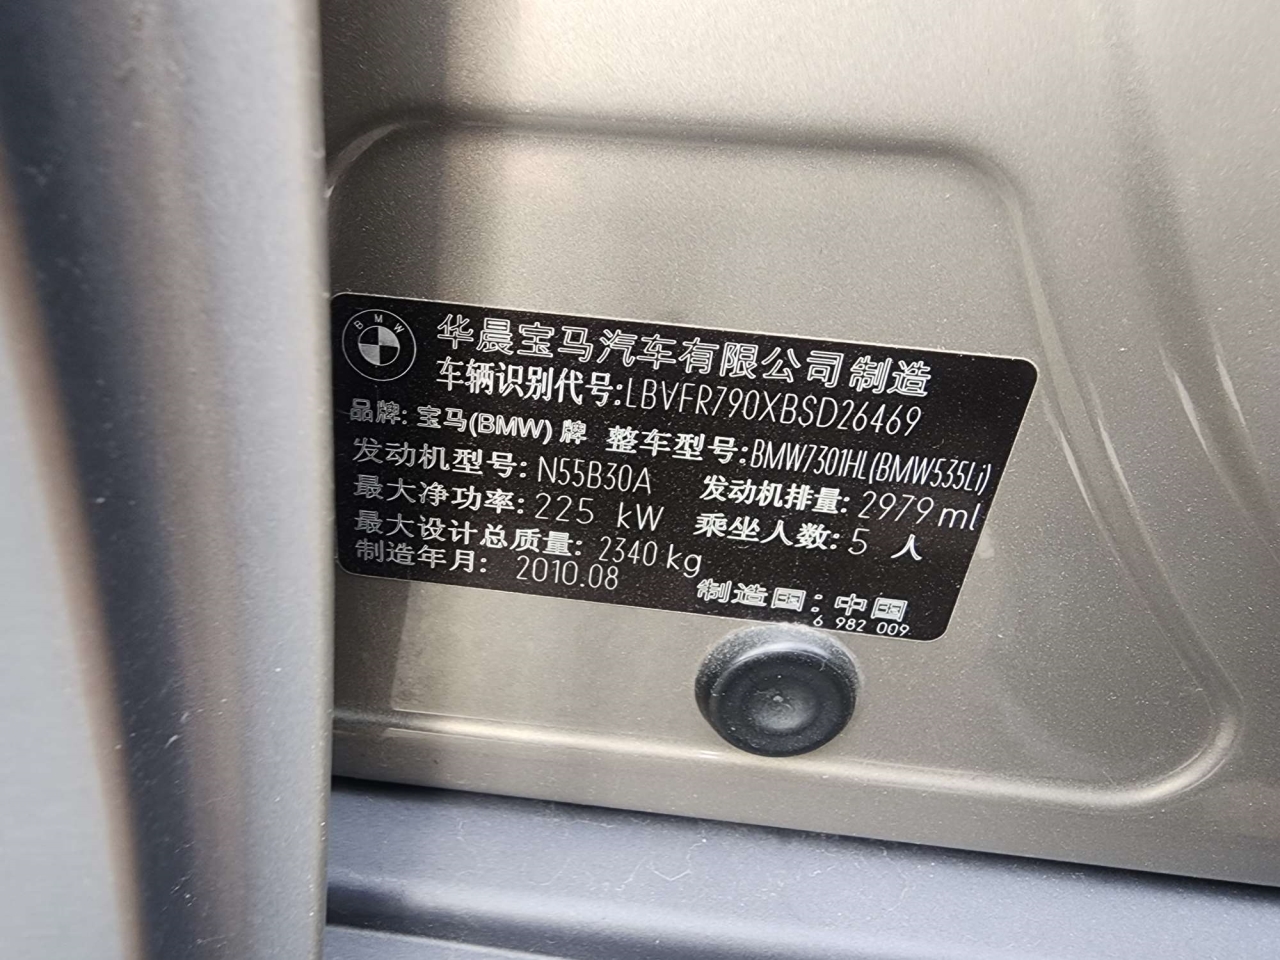 BMW
华晨宝马汽车有限公司 制造
车辆识别代号:LBVFR790XBSD26469
品牌: 宝马(BMW) 牌 整车型号:BMW7301HL(BMW535Li)
发动机型号: N55B30A 发动机排量: 2979 ml
最大净功率: 225 kW 乘坐人数: 5 人
最大设计总质量: 2340 kg
制造年月: 2010.08 制造国: 中国
6 982 009